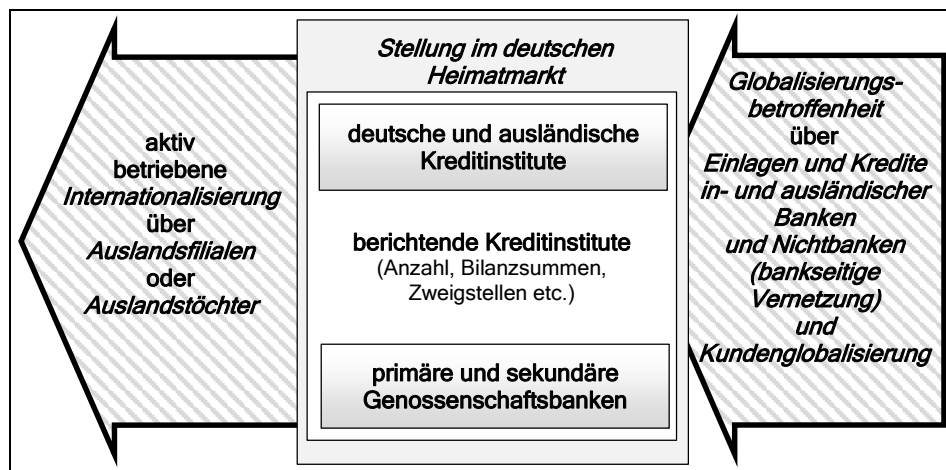 aktiv
betriebene
Internationalisierung
über
Auslandsfilialen
oder
Auslandstöchter
Stellung im deutschen
Heimatmarkt
deutsche und ausländische
Kreditinstitute
berichtende Kreditinstitute
(Anzahl, Bilanzsummen,
Zweigstellen etc.)
primäre und sekundäre
Genossenschaftsbanken
Globalisierungs-
betroffenheit
über
Einlagen und Kredite
in- und ausländischer
Banken
und Nichtbanken
(bankseitige
Vernetzung)
und
Kundenglobalisierung